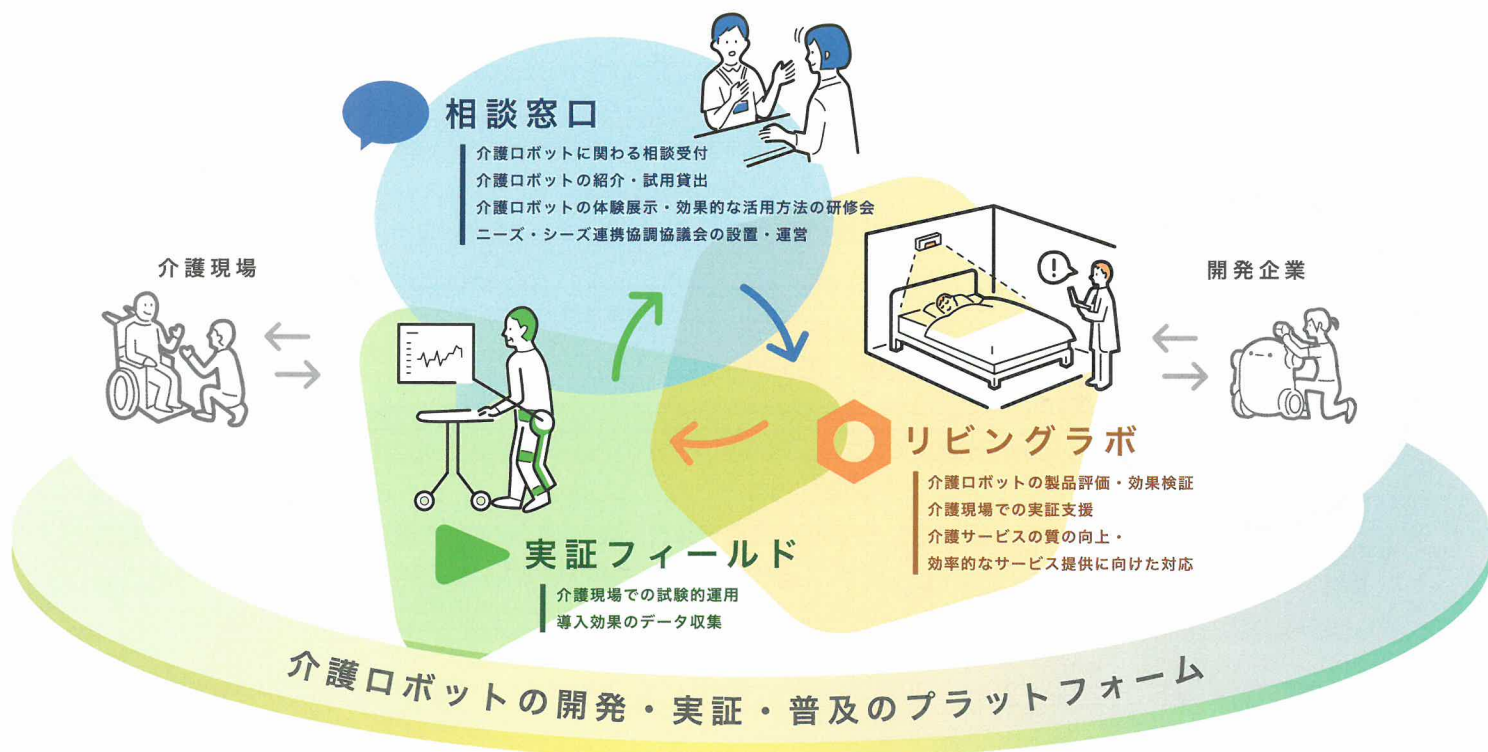 相談窓口
介護ロボットに関わる相談受付
介護ロボットの紹介・試用貸出
介護ロボットの体験展示・効果的な活用方法の研修会
ニーズ・シーズ連携協調協議会の設置・運営
介護現場
開発企業
リビングラボ
介護ロボットの製品評価・効果検証
介護現場での実証支援
介護サービスの質の向上・
効率的なサービス提供に向けた対応
実証フィールド
介護現場での試験的運用
導入効果のデータ収集
介護ロボットの開発・実証・普及のプラットフォーム